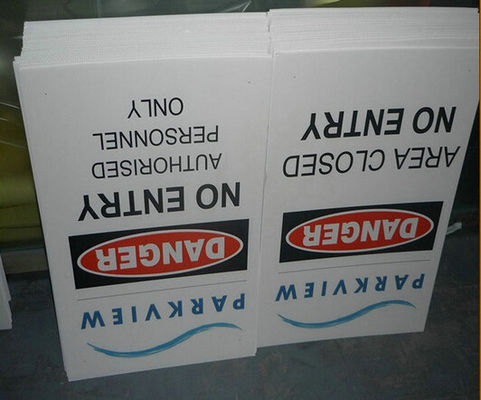 PARKVIEW
DANGER
NO ENTRY
AUTHORISED
PERSONNEL
ONLY
PARKVIEW
DANGER
AREA CLOSED
NO ENTRY